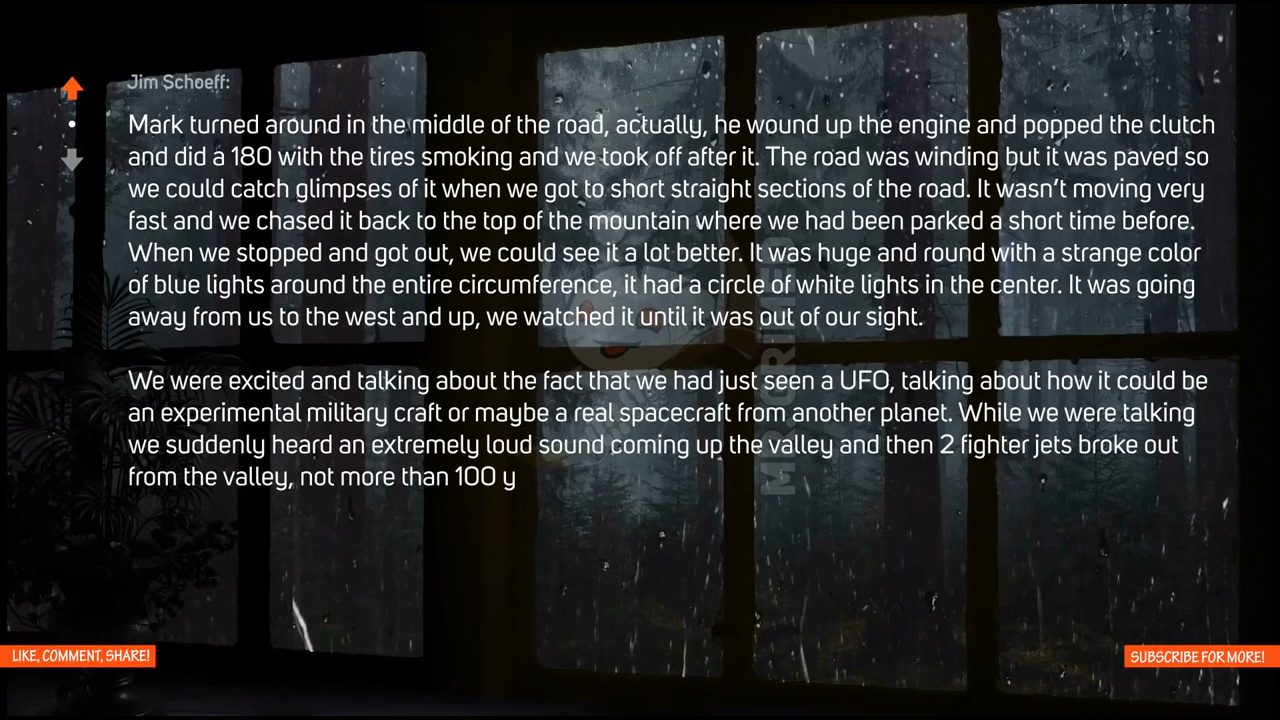 Jim Schoeff:
Mark turned around in the middle of the road, actually, he wound up the engine and popped the clutch
and did a 180 with the tires smoking and we took off after it. The road was winding but it was paved so
we could catch glimpses of it when we got to short straight sections of the road. It wasn't moving very
fast and we chased it back to the top of the mountain where we had been parked a short time before.
When we stopped and got out, we could see it a lot better. It was huge and round with a strange color
of blue lights around the entire circumference, it had a circle of white lights in the center. It was going
away from us to the west and up, we watched it until it was out of our sight.
We were excited and talking about the fact that we had just seen a UFO, talking about how it could be
an experimental military craft or maybe a real spacecraft from another planet. While we were talking
we suddenly heard an extremely loud sound coming up the valley and then 2 fighter jets broke out
from the valley, not more than 100 y
LIKE, COMMENT, SHARE!
SUBSCRIBE FOR MORE!